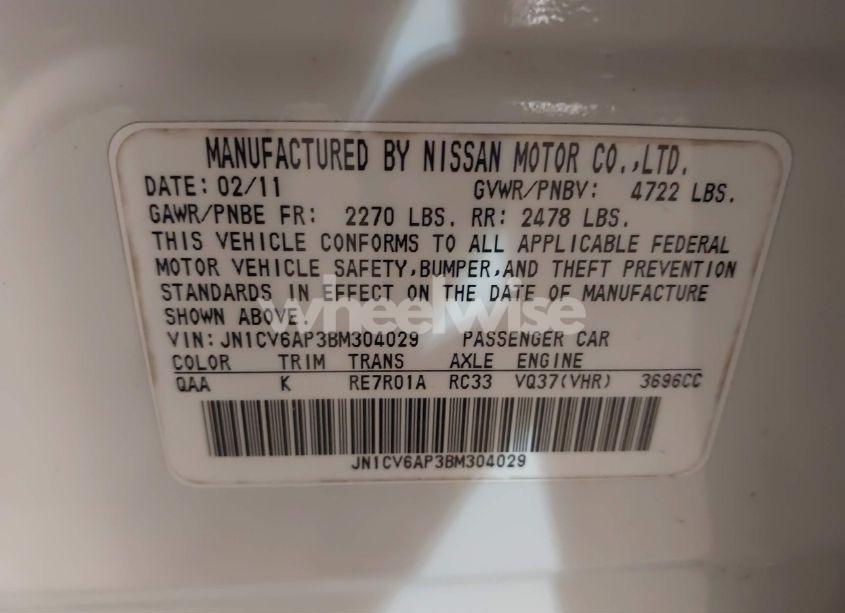 MANUFACTURED BY NISSAN MOTOR CO.,LTD.
DATE: 02/11 GVWR/PNBV: 4722 LBS.
GAWR/PNBE FR: 2270 LBS. RR: 2478 LBS.
THIS VEHICLE CONFORMS TO ALL APPLICABLE FEDERAL
MOTOR VEHICLE SAFETY,BUMPER,AND THEFT PREVENTION
STANDARDS IN EFFECT ON THE DATE OF MANUFACTURE
SHOWN ABOVE.
wheelwise
VIN: JN1CV6AP3BM304029 PASSENGER CAR
COLOR TRIM TRANS AXLE ENGINE
QAA K RE7R01A RC33 VQ37(VHR) 3696CC
JN1CV6AP3BM304029